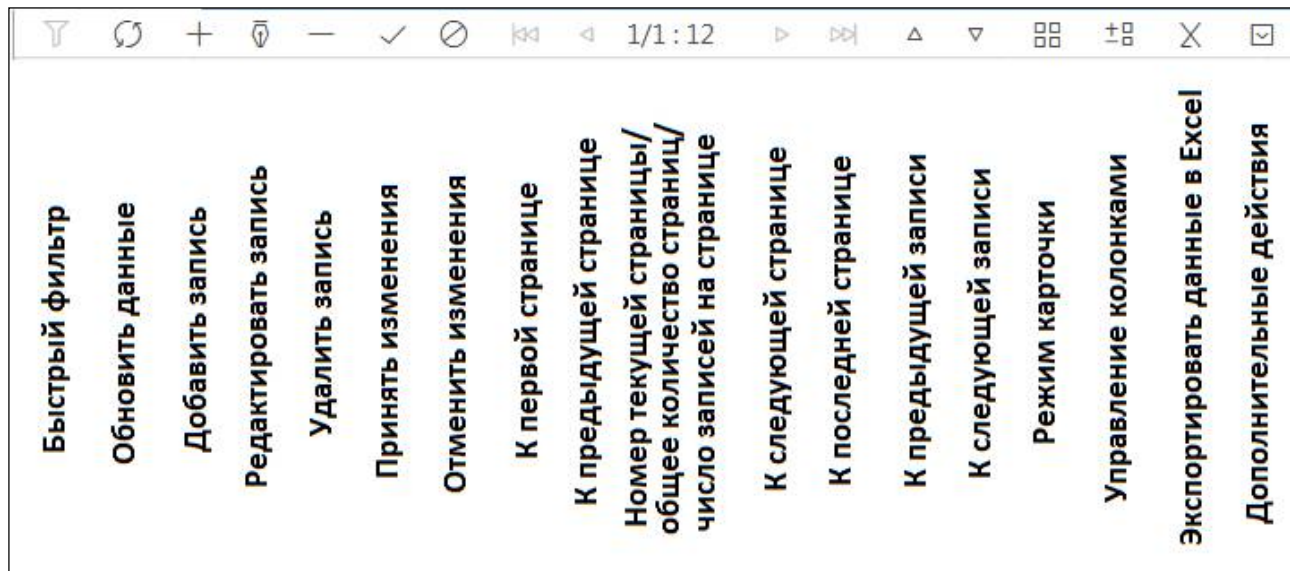 1/1 : 12
Быстрый фильтр
Обновить данные
Добавить запись
Редактировать запись
Удалить запись
Принять изменения
Отменить изменения
К первой странице
К предыдущей странице
Номер текущей страницы/
общее количество страниц/
число записей на странице
К следующей странице
К последней странице
К предыдущей записи
К следующей записи
Режим карточки
Управление колонками
Экспортировать данные в Excel
Дополнительные действия